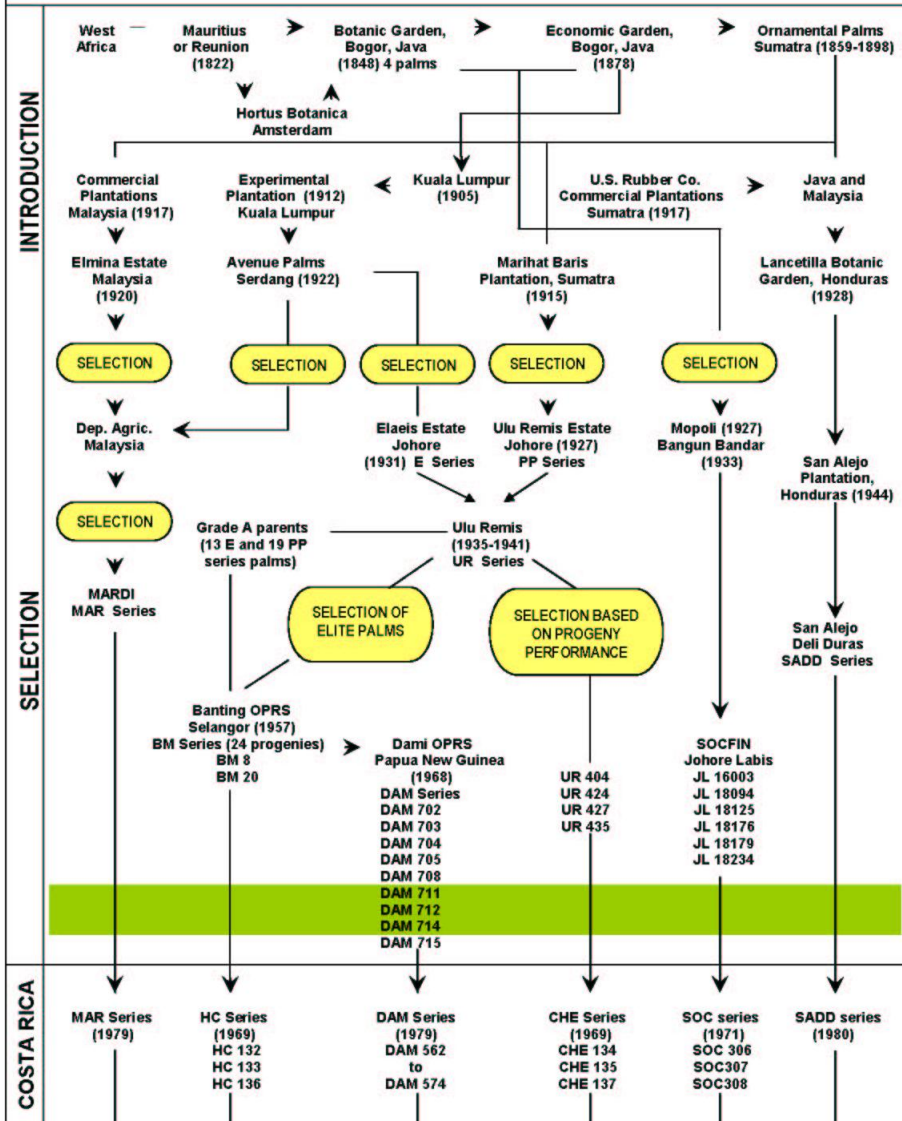 INTRODUCTION
West
Africa
Mauritius
or Reunion
(1822)
Botanic Garden,
Bogor, Java
(1848) 4 palms
Economic Garden,
Bogor, Java
(1878)
Ornamental Palms
Sumatra (1859-1898)
Hortus Botanica
Amsterdam
Commercial
Plantations
Malaysia (1917)
Experimental
Plantation (1912)
Kuala Lumpur
Kuala Lumpur
(1905)
U.S. Rubber Co.
Commercial Plantations
Sumatra (1917)
Java and
Malaysia
Elmina Estate
Malaysia
(1920)
Avenue Palms
Serdang (1922)
Marihat Baris
Plantation, Sumatra
(1915)
Lancetilla Botanic
Garden, Honduras
(1928)
SELECTION
SELECTION
SELECTION
SELECTION
SELECTION
SELECTION
Dep. Agric.
Malaysia
Elaeis Estate
Johore
(1931) E Series
Ulu Remis Estate
Johore (1927)
PP Series
Mopoli (1927)
Bangun Bandar
(1933)
San Alejo
Plantation,
Honduras (1944)
SELECTION
Grade A parents
(13 E and 19 PP
series palms)
Ulu Remis
(1935-1941)
UR Series
MARDI
MAR Series
SELECTION OF
ELITE PALMS
SELECTION BASED
ON PROGENY
PERFORMANCE
San Alejo
Deli Duras
SADD Series
Banting OPRS
Selangor (1957)
BM Series (24 progenies)
BM 8
BM 20
Dami OPRS
Papua New Guinea
(1968)
DAM Series
DAM 702
DAM 703
DAM 704
DAM 705
DAM 708
DAM 711
DAM 712
DAM 714
DAM 715
UR 404
UR 424
UR 427
UR 435
SOCFIN
Johore Labis
JL 16003
JL 18094
JL 18125
JL 18176
JL 18179
JL 18234
COSTA RICA
MAR Series
(1979)
HC Series
(1969)
HC 132
HC 133
HC 136
DAM Series
(1979)
DAM 562
to
DAM 574
CHE Series
(1969)
CHE 134
CHE 135
CHE 137
SOC series
(1971)
SOC 306
SOC307
SOC308
SADD series
(1980)